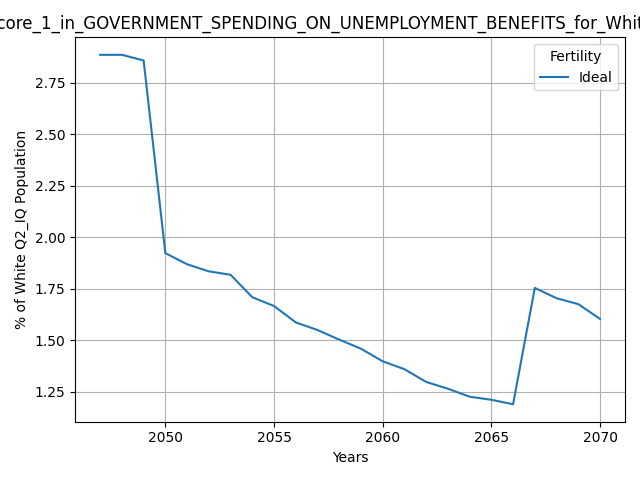 core_1_in_GOVERNMENT_SPENDING_ON_UNEMPLOYMENT_BENEFITS_for_Whit
Fertility
Ideal
% of White Q2_IQ Population
2.75
2.50
2.25
2.00
1.75
1.50
1.25
2050 2055 2060 2065 2070
Years